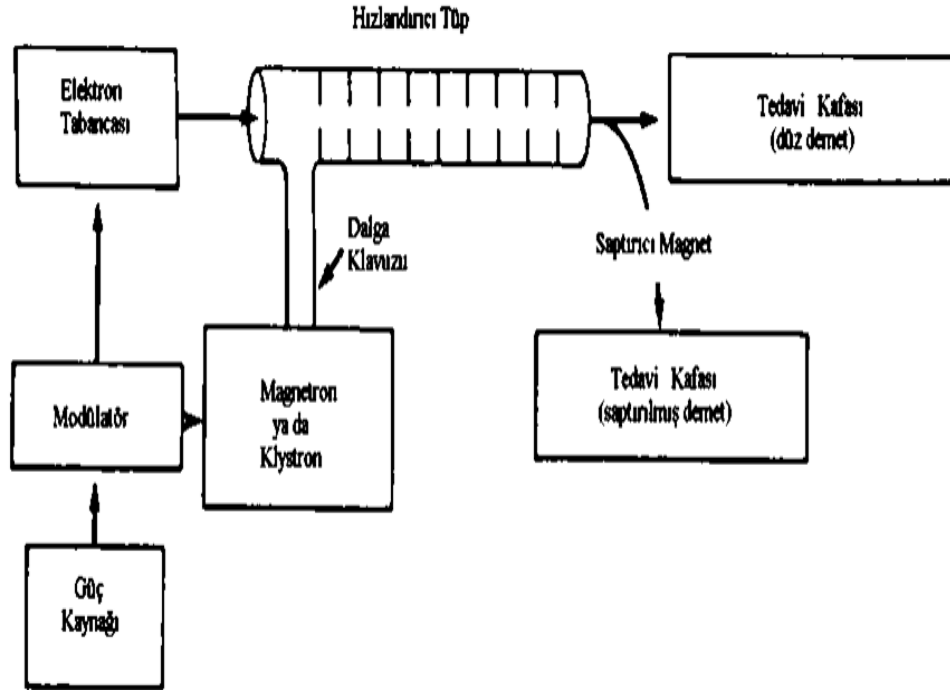 Hızlandırıcı Tüp
Elektron
Tabancası
Tedavi Kafası
(düz demet)
Dalga
Klavuzu
Saptırıcı Magnet
Modülatör
Magnetron
ya da
Klystron
Tedavi Kafası
(saptırılmış demet)
Güç
Kaynağı